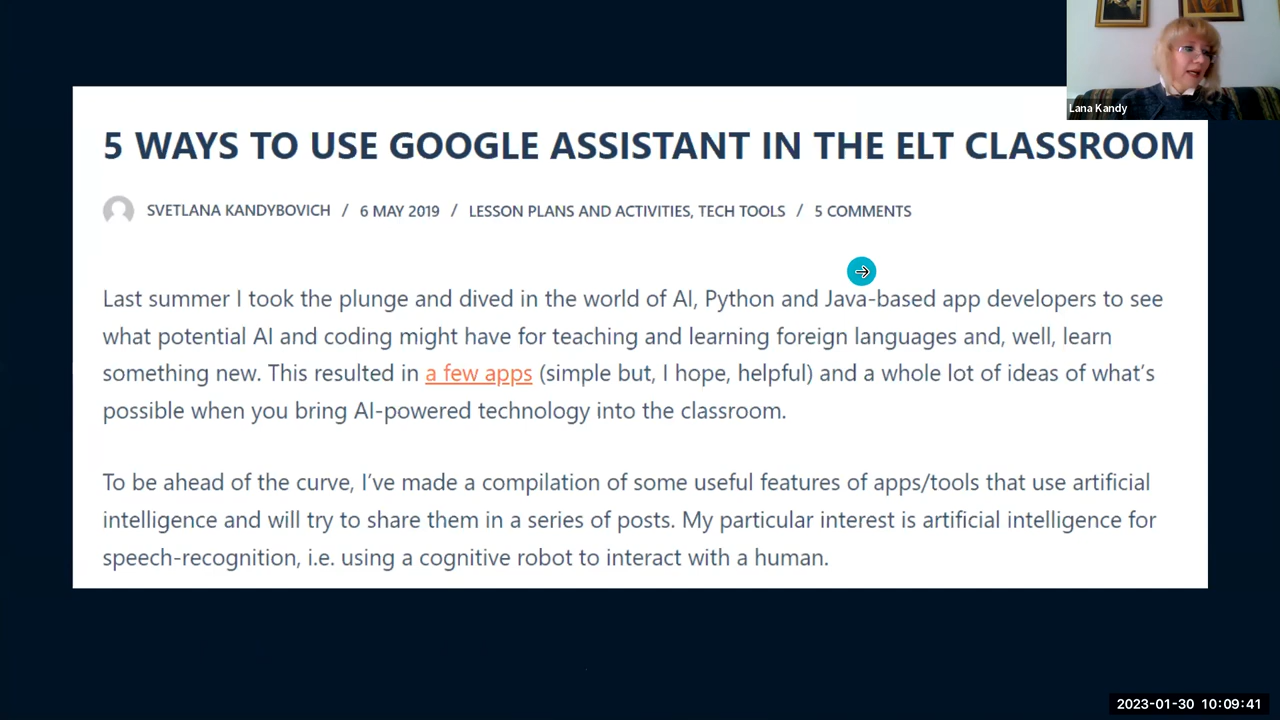 Lana Kandy
5 WAYS TO USE GOOGLE ASSISTANT IN THE ELT CLASSROOM
SVETLANA KANDYBOVICH / 6 MAY 2019 / LESSON PLANS AND ACTIVITIES, TECH TOOLS / 5 COMMENTS
Last summer I took the plunge and dived in the world of AI, Python and Java-based app developers to see
what potential AI and coding might have for teaching and learning foreign languages and, well, learn
something new. This resulted in a few apps (simple but, I hope, helpful) and a whole lot of ideas of what’s
possible when you bring AI-powered technology into the classroom.
To be ahead of the curve, I’ve made a compilation of some useful features of apps/tools that use artificial
intelligence and will try to share them in a series of posts. My particular interest is artificial intelligence for
speech-recognition, i.e. using a cognitive robot to interact with a human.
2023-01-30 10:09:41